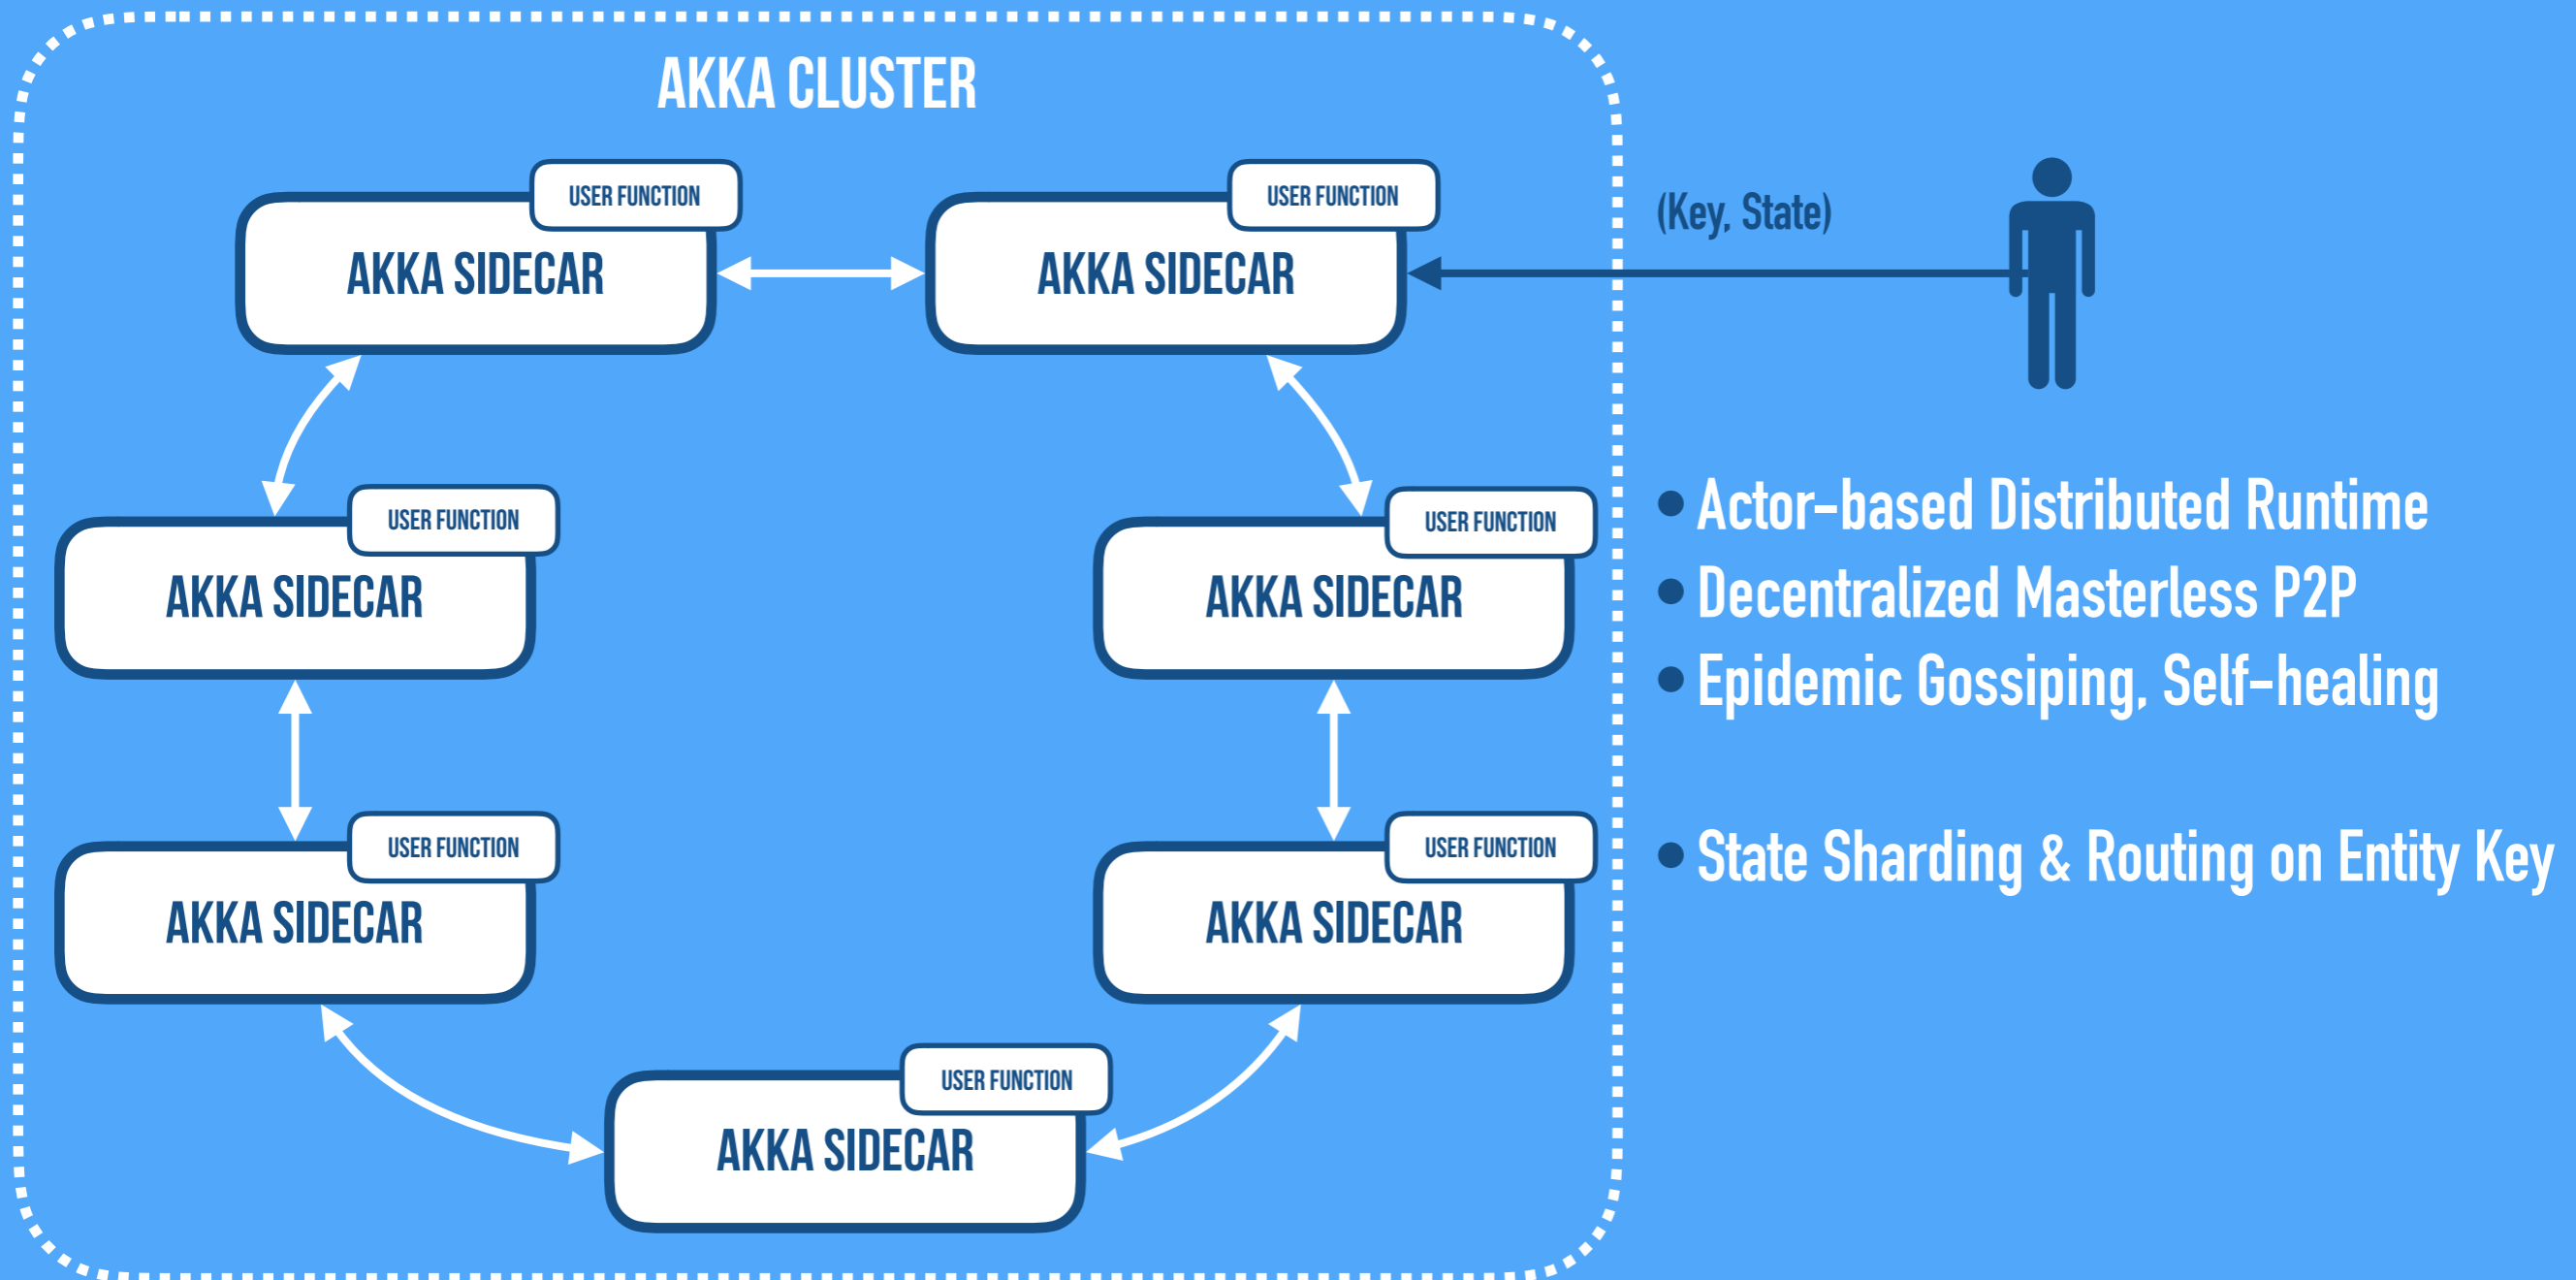 AKKA CLUSTER
USER FUNCTION
AKKA SIDECAR
USER FUNCTION
AKKA SIDECAR
(Key, State)
USER FUNCTION
AKKA SIDECAR
USER FUNCTION
AKKA SIDECAR
USER FUNCTION
AKKA SIDECAR
USER FUNCTION
AKKA SIDECAR
USER FUNCTION
AKKA SIDECAR
• Actor-based Distributed Runtime
• Decentralized Masterless P2P
• Epidemic Gossiping, Self-healing
• State Sharding & Routing on Entity Key